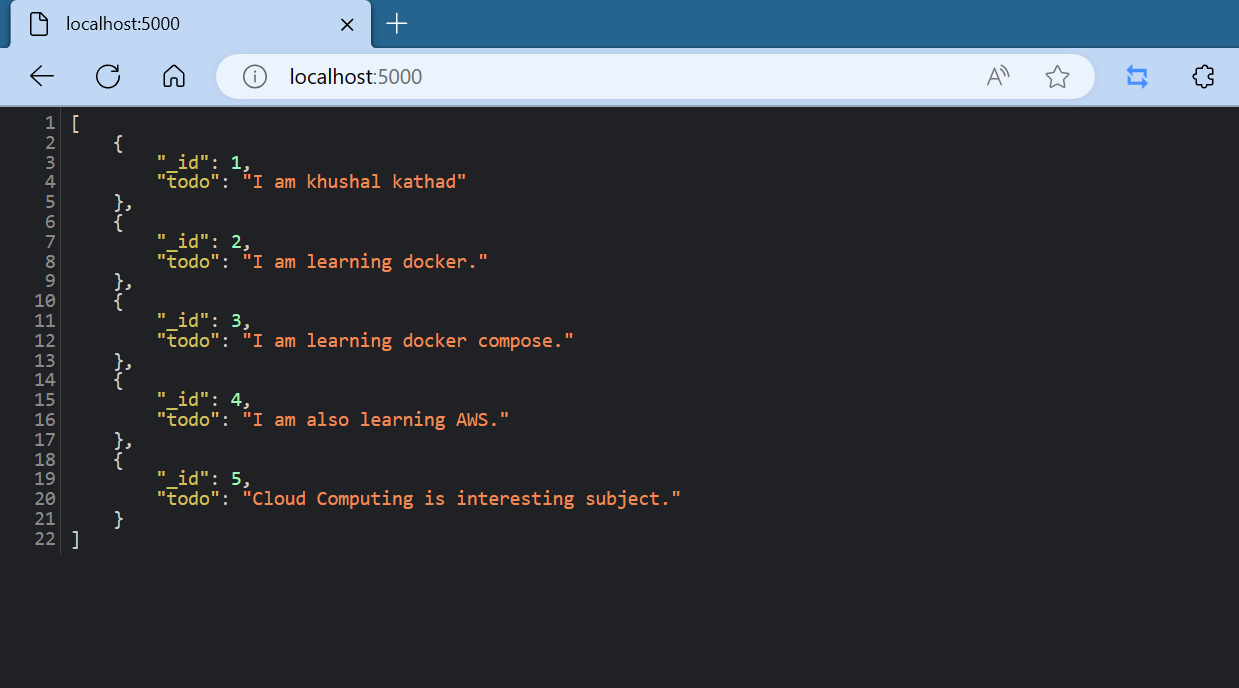 localhost:5000
localhost:5000
1 [
2     {
3         "_id": 1,
4         "todo": "I am khushal kathad"
5     },
6     {
7         "_id": 2,
8         "todo": "I am learning docker."
9     },
10     {
11         "_id": 3,
12         "todo": "I am learning docker compose."
13     },
14     {
15         "_id": 4,
16         "todo": "I am also learning AWS."
17     },
18     {
19         "_id": 5,
20         "todo": "Cloud Computing is interesting subject."
21     }
22 ]